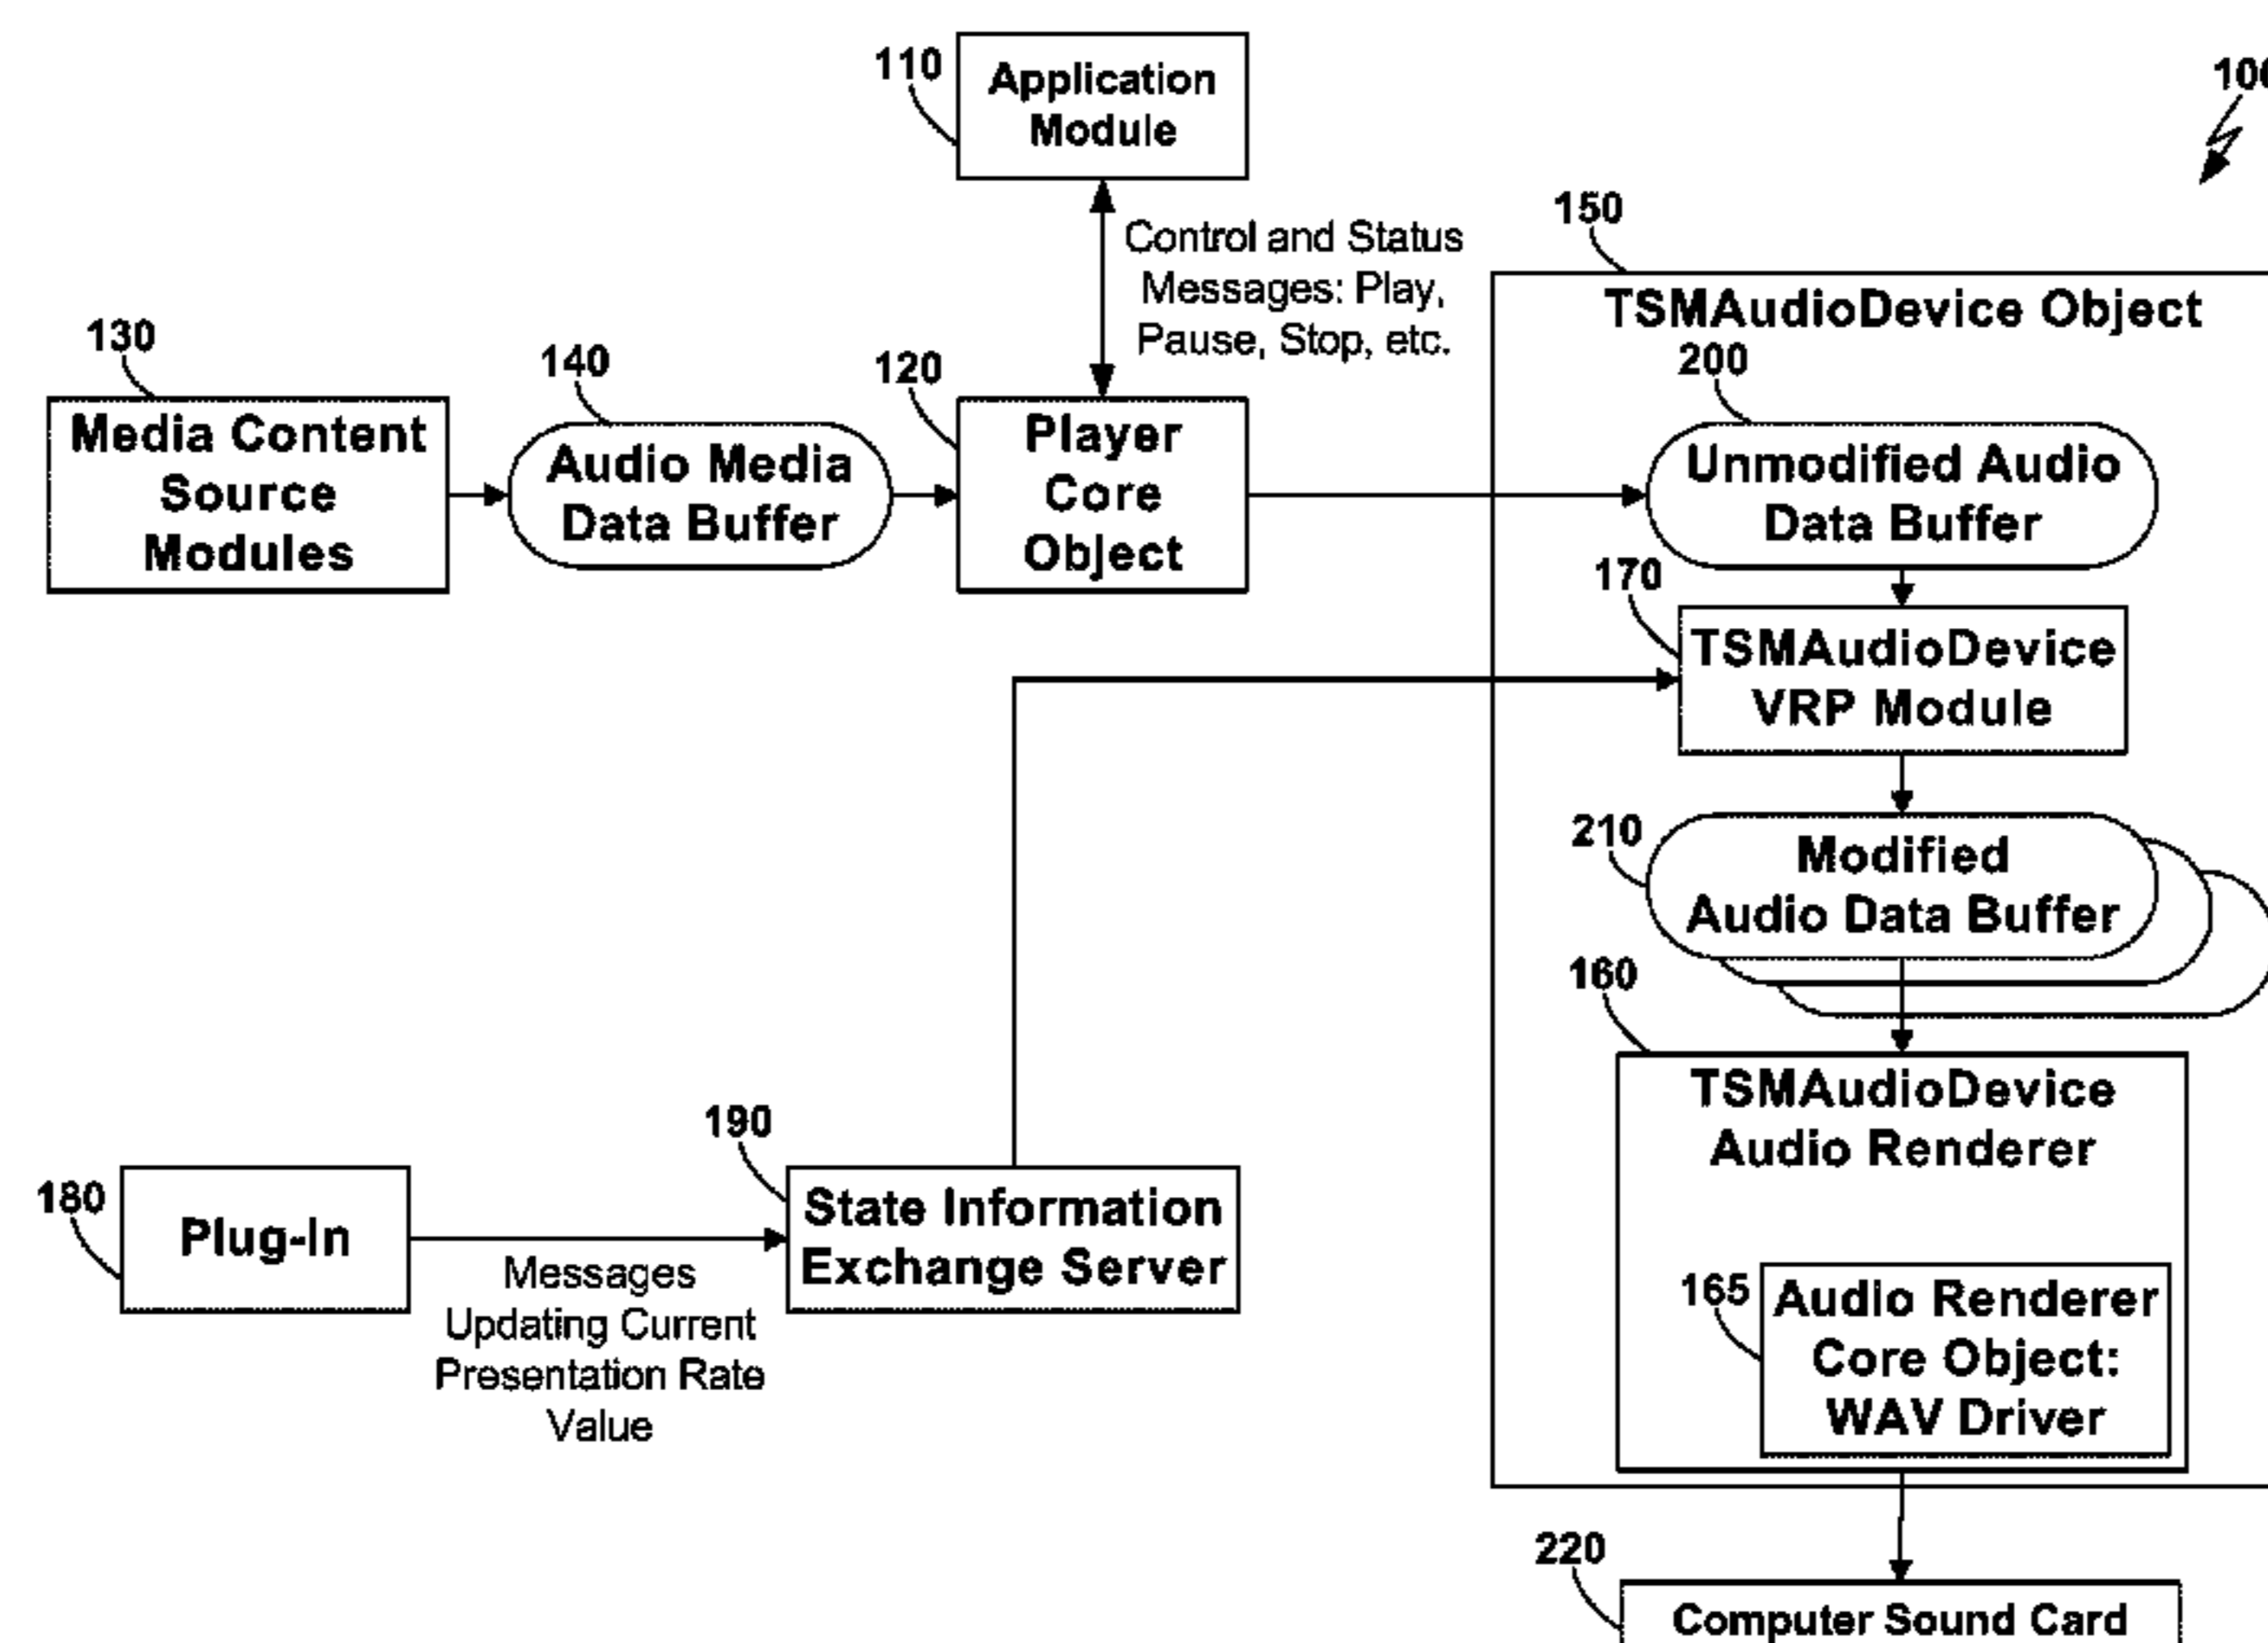 110
Application
Module
100
Control and Status
Messages: Play,
Pause, Stop, etc.
150
TSMAudioDevice Object
130
Media Content
Source
Modules
140
Audio Media
Data Buffer
120
Player
Core
Object
200
Unmodified Audio
Data Buffer
170
TSMAudioDevice
VRP Module
210
Modified
Audio Data Buffer
160
TSMAudioDevice
Audio Renderer
165
Audio Renderer
Core Object:
WAV Driver
180
Plug-In
Messages
Updating Current
Presentation Rate
Value
190
State Information
Exchange Server
220
Computer Sound Card